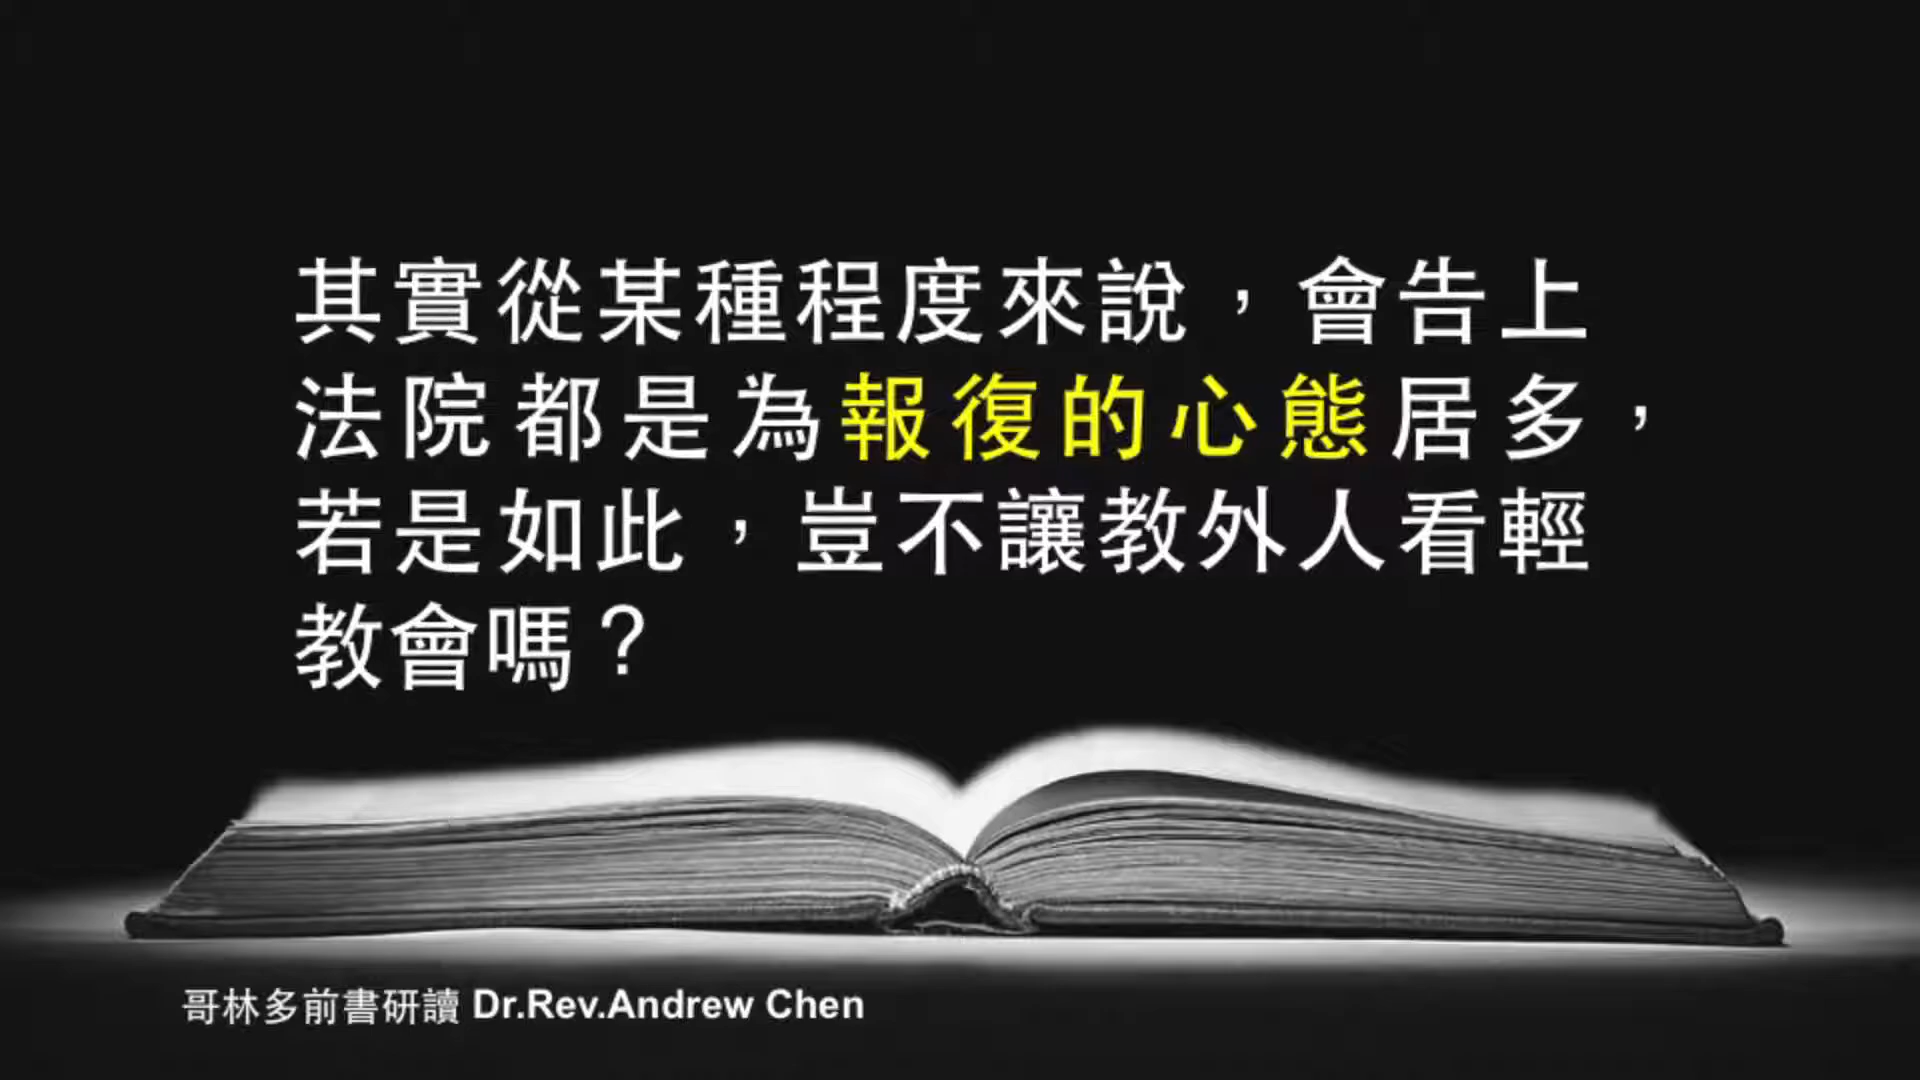 其實從某種程度來說，會告上
法院都是為報復的心態居多，
若是如此，豈不讓教外人看輕
教會嗎？
哥林多前書研讀 Dr.Rev.Andrew Chen